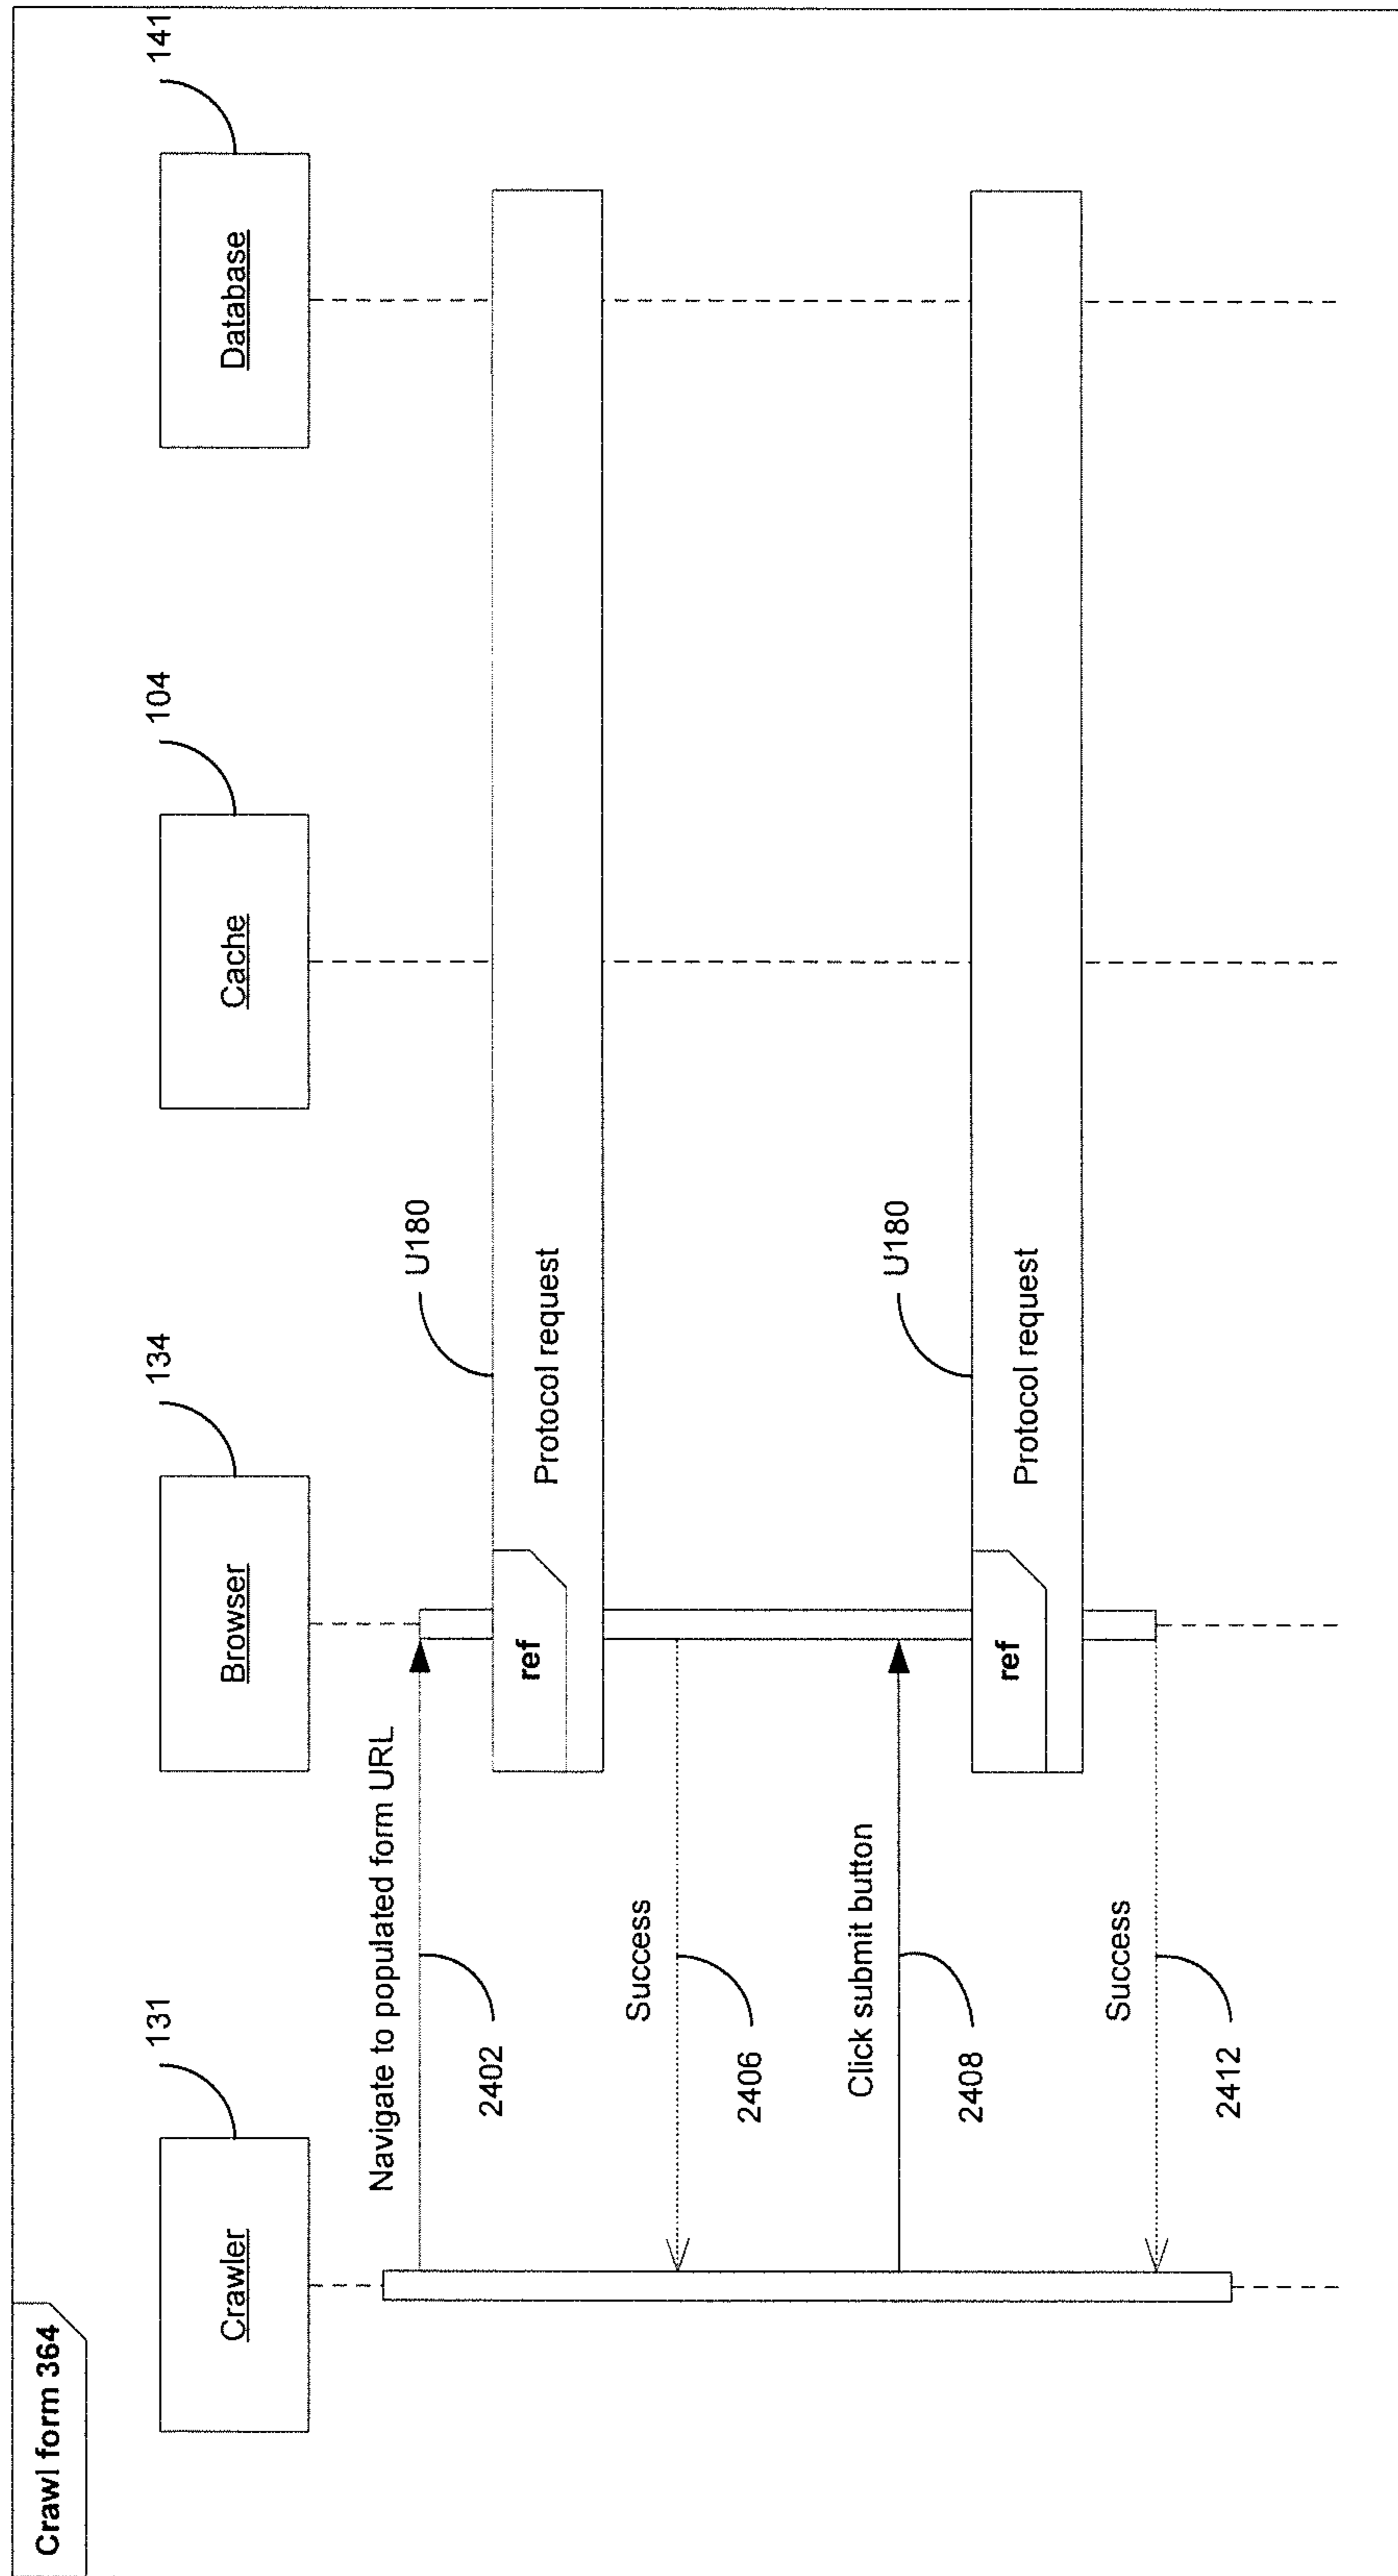 Crawl form 364
131
134
104
141
Crawler
Browser
Cache
Database
Navigate to populated form URL
U180
2402
ref
Protocol request
Success
2406
Click submit button
U180
2408
ref
Protocol request
Success
2412